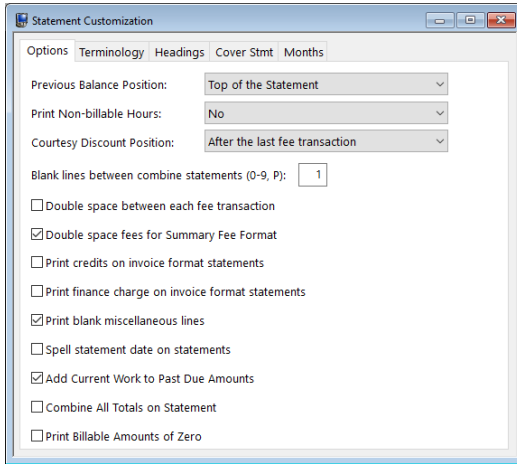 Statement Customization
Options Terminology Headings Cover Stmt Months
Previous Balance Position: Top of the Statement
Print Non-billable Hours: No
Courtesy Discount Position: After the last fee transaction
Blank lines between combine statements (0-9, P): 1
Double space between each fee transaction
Double space fees for Summary Fee Format
Print credits on invoice format statements
Print finance charge on invoice format statements
Print blank miscellaneous lines
Spell statement date on statements
Add Current Work to Past Due Amounts
Combine All Totals on Statement
Print Billable Amounts of Zero